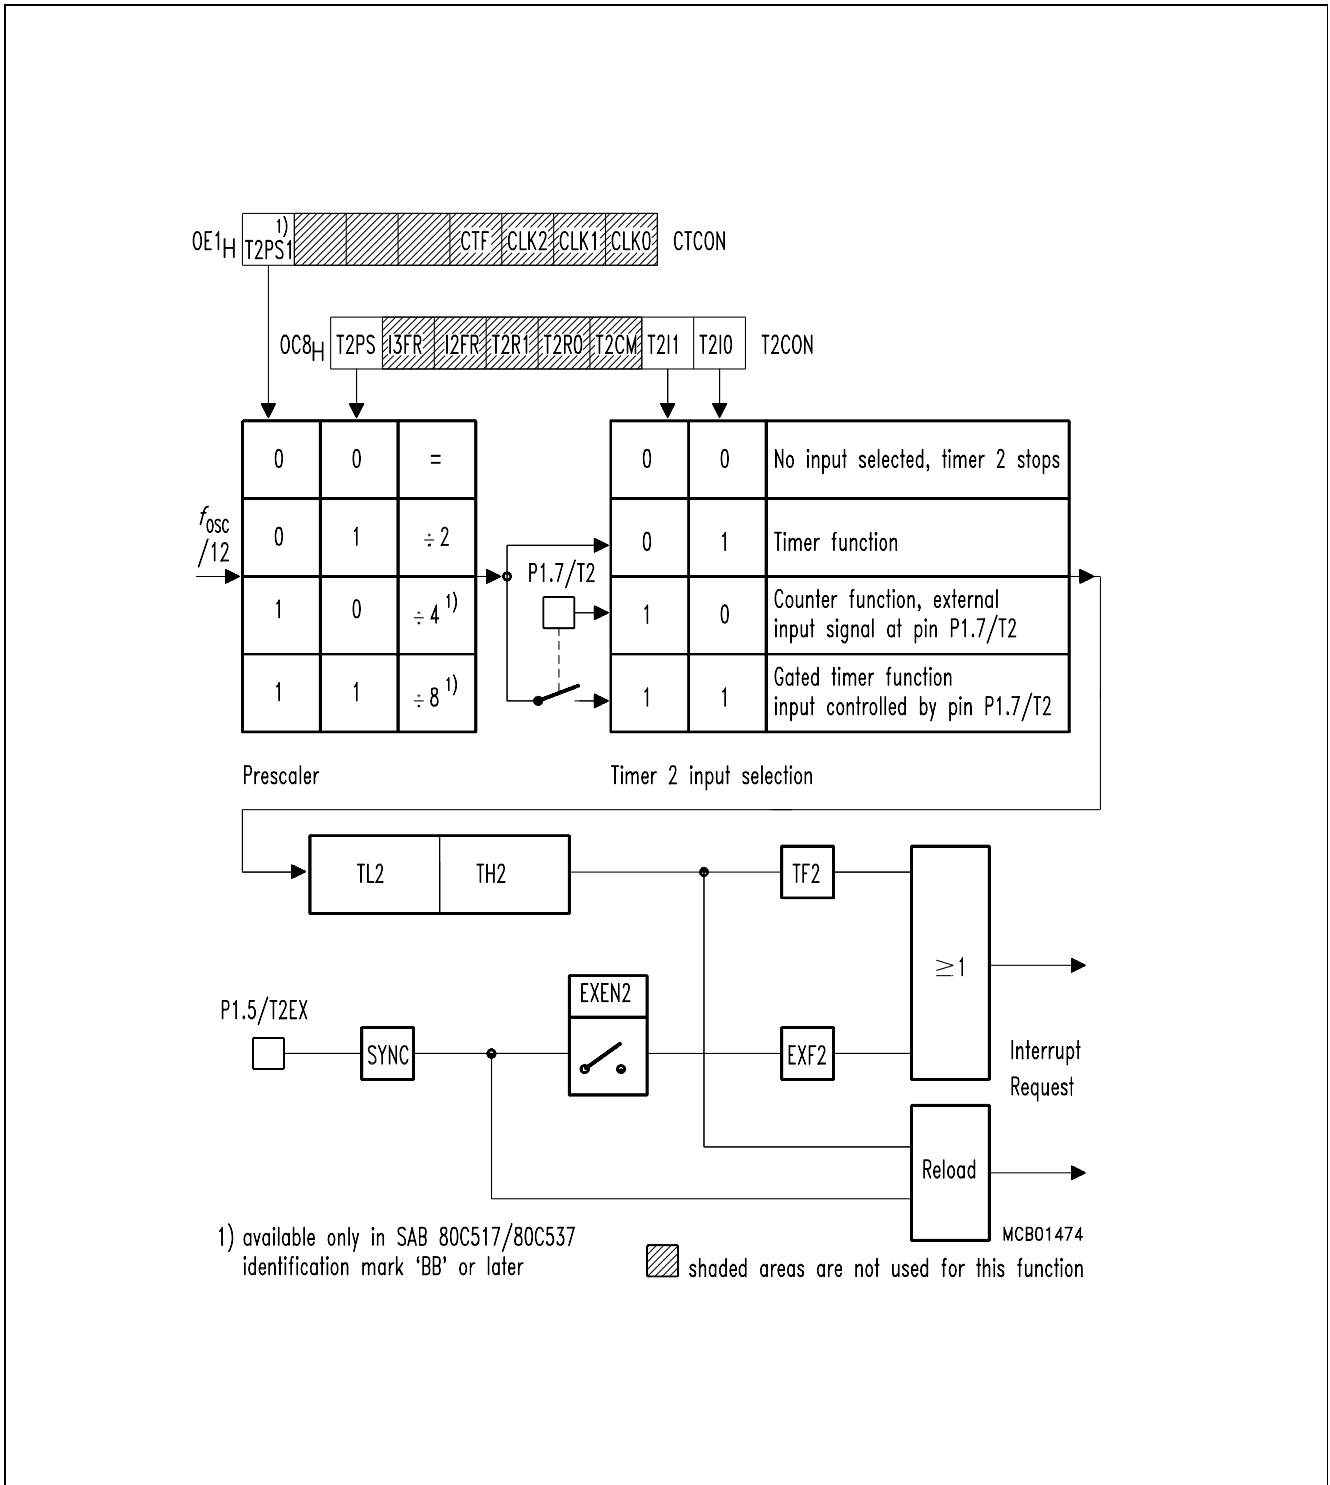 1)
0E1H T2PS1 CTF CLK2 CLK1 CLK0 CTCON
0C8H T2PS I3FR I2FR T2R1 T2R0 T2CM T2I1 T2I0 T2CON
0 0 =
0 1 ÷2
1 0 ÷4 1)
1 1 ÷8 1)
fOSC
/12
P1.7/T2
0 0 No input selected, timer 2 stops
0 1 Timer function
1 0 Counter function, external
input signal at pin P1.7/T2
1 1 Gated timer function
input controlled by pin P1.7/T2
Prescaler
Timer 2 input selection
TL2 TH2
TF2
≥1
EXEN2
P1.5/T2EX
SYNC
EXF2
Interrupt
Request
Reload
MCB01474
1) available only in SAB 80C517/80C537
identification mark ‘BB’ or later
shaded areas are not used for this function